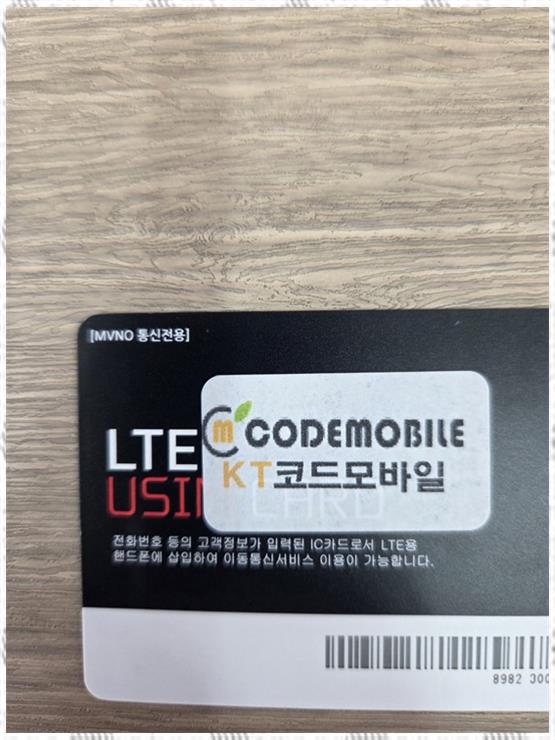 [MVNO 통신전용]
CODEMOBILE
LTE
KT코드모바일
USIM CARD
전화번호 등의 고객정보가 입력된 IC카드로서 LTE용
핸드폰에 삽입하여 이동통신서비스 이용이 가능합니다.
8982 300